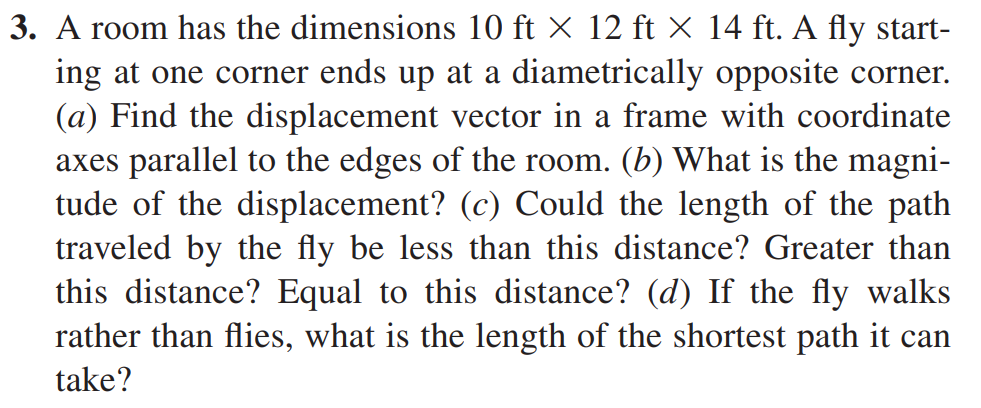 3. A room has the dimensions 10 ft × 12 ft × 14 ft. A fly start-
ing at one corner ends up at a diametrically opposite corner.
(a) Find the displacement vector in a frame with coordinate
axes parallel to the edges of the room. (b) What is the magni-
tude of the displacement? (c) Could the length of the path
traveled by the fly be less than this distance? Greater than
this distance? Equal to this distance? (d) If the fly walks
rather than flies, what is the length of the shortest path it can
take?